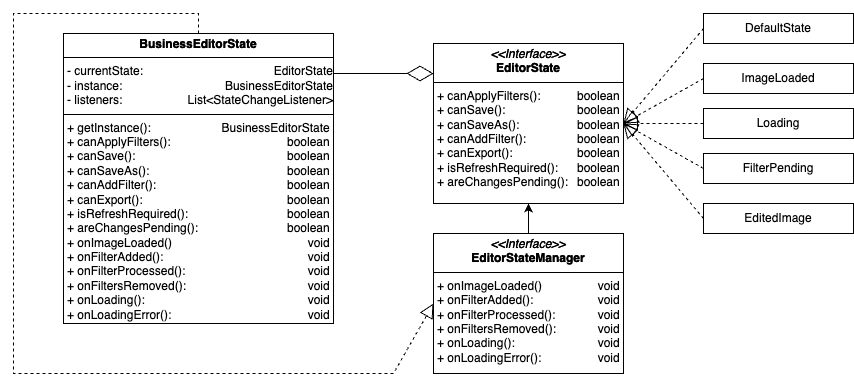 BusinessEditorState
- currentState: EditorState
- instance: BusinessEditorState
- listeners: List<StateChangeListener>
+ getInstance(): BusinessEditorState
+ canApplyFilters(): boolean
+ canSave(): boolean
+ canSaveAs(): boolean
+ canAddFilter(): boolean
+ canExport(): boolean
+ isRefreshRequired(): boolean
+ areChangesPending(): boolean
+ onImageLoaded() void
+ onFilterAdded(): void
+ onFilterProcessed(): void
+ onFiltersRemoved(): void
+ onLoading(): void
+ onLoadingError(): void
<<Interface>>
EditorState
+ canApplyFilters(): boolean
+ canSave(): boolean
+ canSaveAs(): boolean
+ canAddFilter(): boolean
+ canExport(): boolean
+ isRefreshRequired(): boolean
+ areChangesPending(): boolean
<<Interface>>
EditorStateManager
+ onImageLoaded() void
+ onFilterAdded(): void
+ onFilterProcessed(): void
+ onFiltersRemoved(): void
+ onLoading(): void
+ onLoadingError(): void
DefaultState
ImageLoaded
Loading
FilterPending
EditedImage